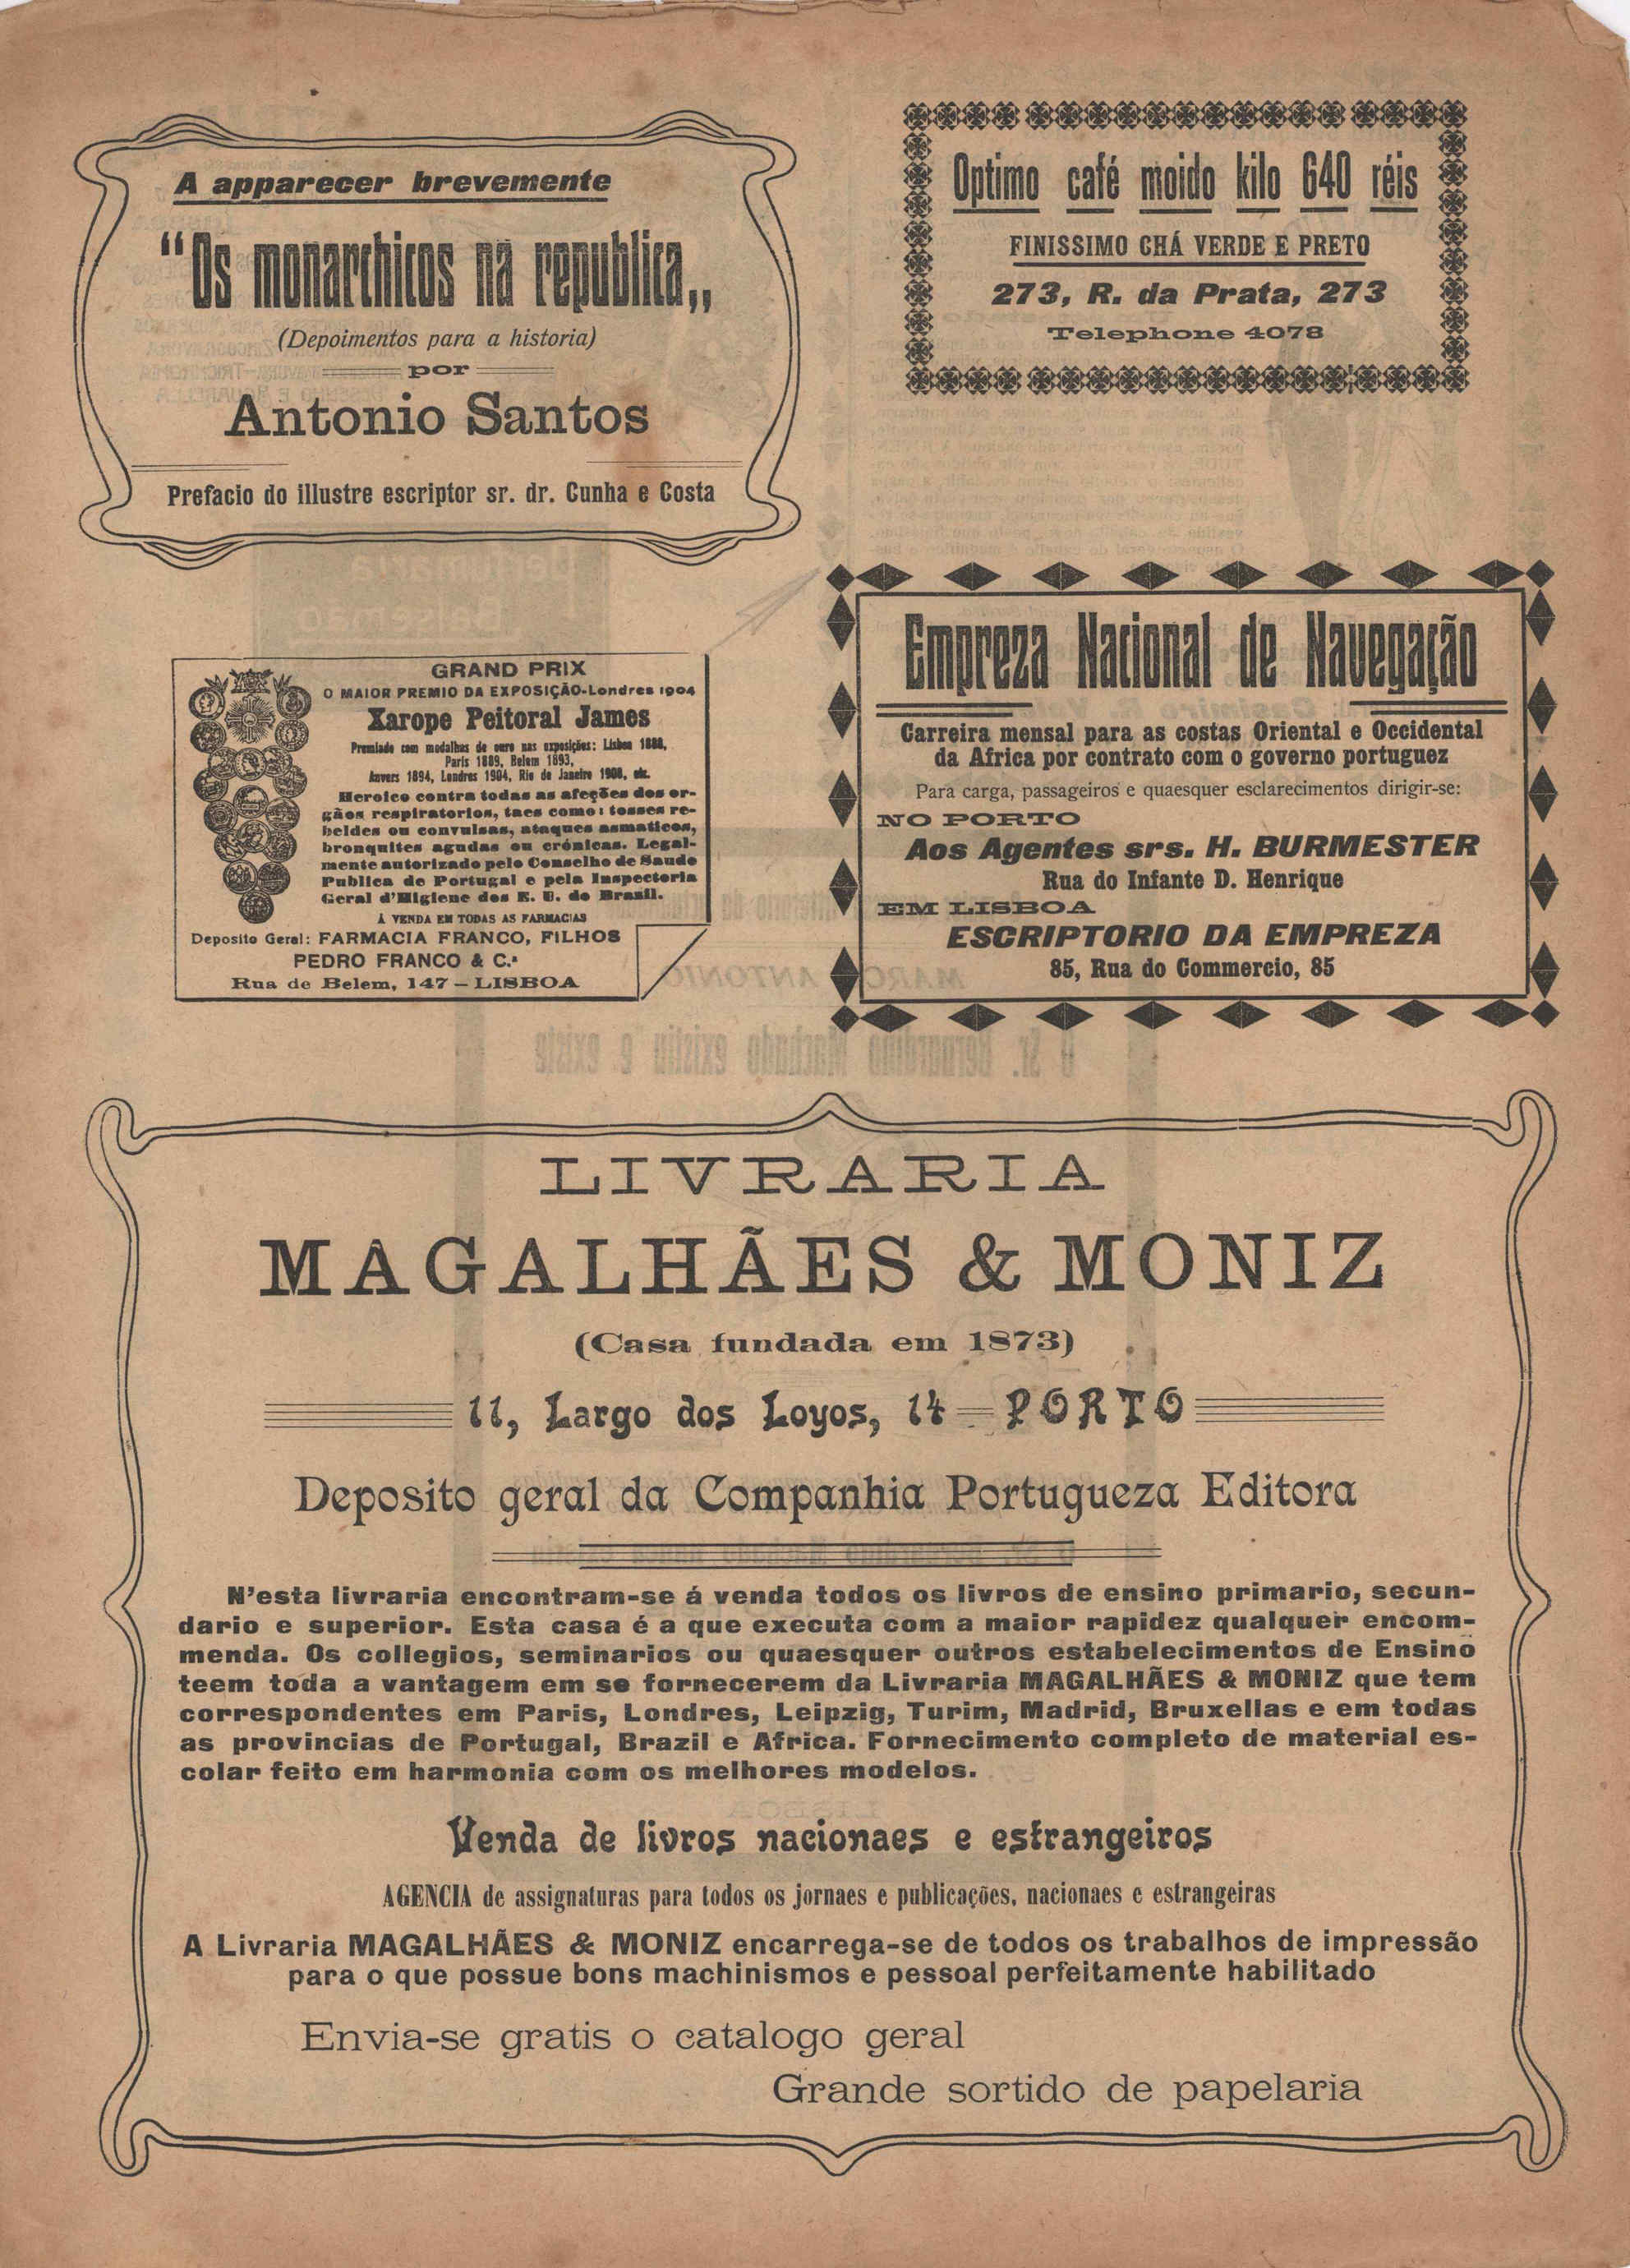 A apparecer brevemente
"Os monarchicos na republica,,
(Depoimentos para a historia)
por
Antonio Santos
Prefacio do illustre escriptor sr. dr. Cunha e Costa
Optimo café moido kilo 640 réis
FINISSIMO CHÁ VERDE E PRETO
273, R. da Prata, 273
Telephone 4078
GRAND PRIX
O MAIOR PREMIO DA EXPOSIÇÃO-Londres 1904
Xarope Peitoral James
Premiado com medalhas de ouro nas exposições: Lisboa 1888,
Paris 1889, Belem 1893,
Anvers 1894, Londres 1904, Rio de Janeiro 1908, etc.
Heroico contra todas as afeções dos or-
gãos respiratorios, taes como: tosses re-
beldes ou convulsas, ataques asmaticos,
bronquites agudas ou crónicas. Legal-
mente autorizado pelo Conselho de Saude
Publica de Portugal e pela Inspectoria
Geral d'Higiene dos E. U. do Brasil.
Á VENDA EM TODAS AS FARMACIAS
Deposito Geral: FARMACIA FRANCO, FILHOS
PEDRO FRANCO & C.ª
Rua de Belem, 147 – LISBOA
Empreza Nacional de Navegação
Carreira mensal para as costas Oriental e Occidental
da Africa por contrato com o governo portuguez
Para carga, passageiros e quaesquer esclarecimentos dirigir-se:
NO PORTO
Aos Agentes srs. H. BURMESTER
Rua do Infante D. Henrique
EM LISBOA
ESCRIPTORIO DA EMPREZA
85, Rua do Commercio, 85
LIVRARIA
MAGALHÃES & MONIZ
(Casa fundada em 1873)
11, Largo dos Loyos, 14 — PORTO
Deposito geral da Companhia Portugueza Editora
N'esta livraria encontram-se á venda todos os livros de ensino primario, secun-
dario e superior. Esta casa é a que executa com a maior rapidez qualquer encom-
menda. Os collegios, seminarios ou quaesquer outros estabelecimentos de Ensino
teem toda a vantagem em se fornecerem da Livraria MAGALHÃES & MONIZ que tem
correspondentes em Paris, Londres, Leipzig, Turim, Madrid, Bruxellas e em todas
as provincias de Portugal, Brazil e Africa. Fornecimento completo de material es-
colar feito em harmonia com os melhores modelos.
Venda de livros nacionaes e estrangeiros
AGENCIA de assignaturas para todos os jornaes e publicações, nacionaes e estrangeiras
A Livraria MAGALHÃES & MONIZ encarrega-se de todos os trabalhos de impressão
para o que possue bons machinismos e pessoal perfeitamente habilitado
Envia-se gratis o catalogo geral
Grande sortido de papelaria